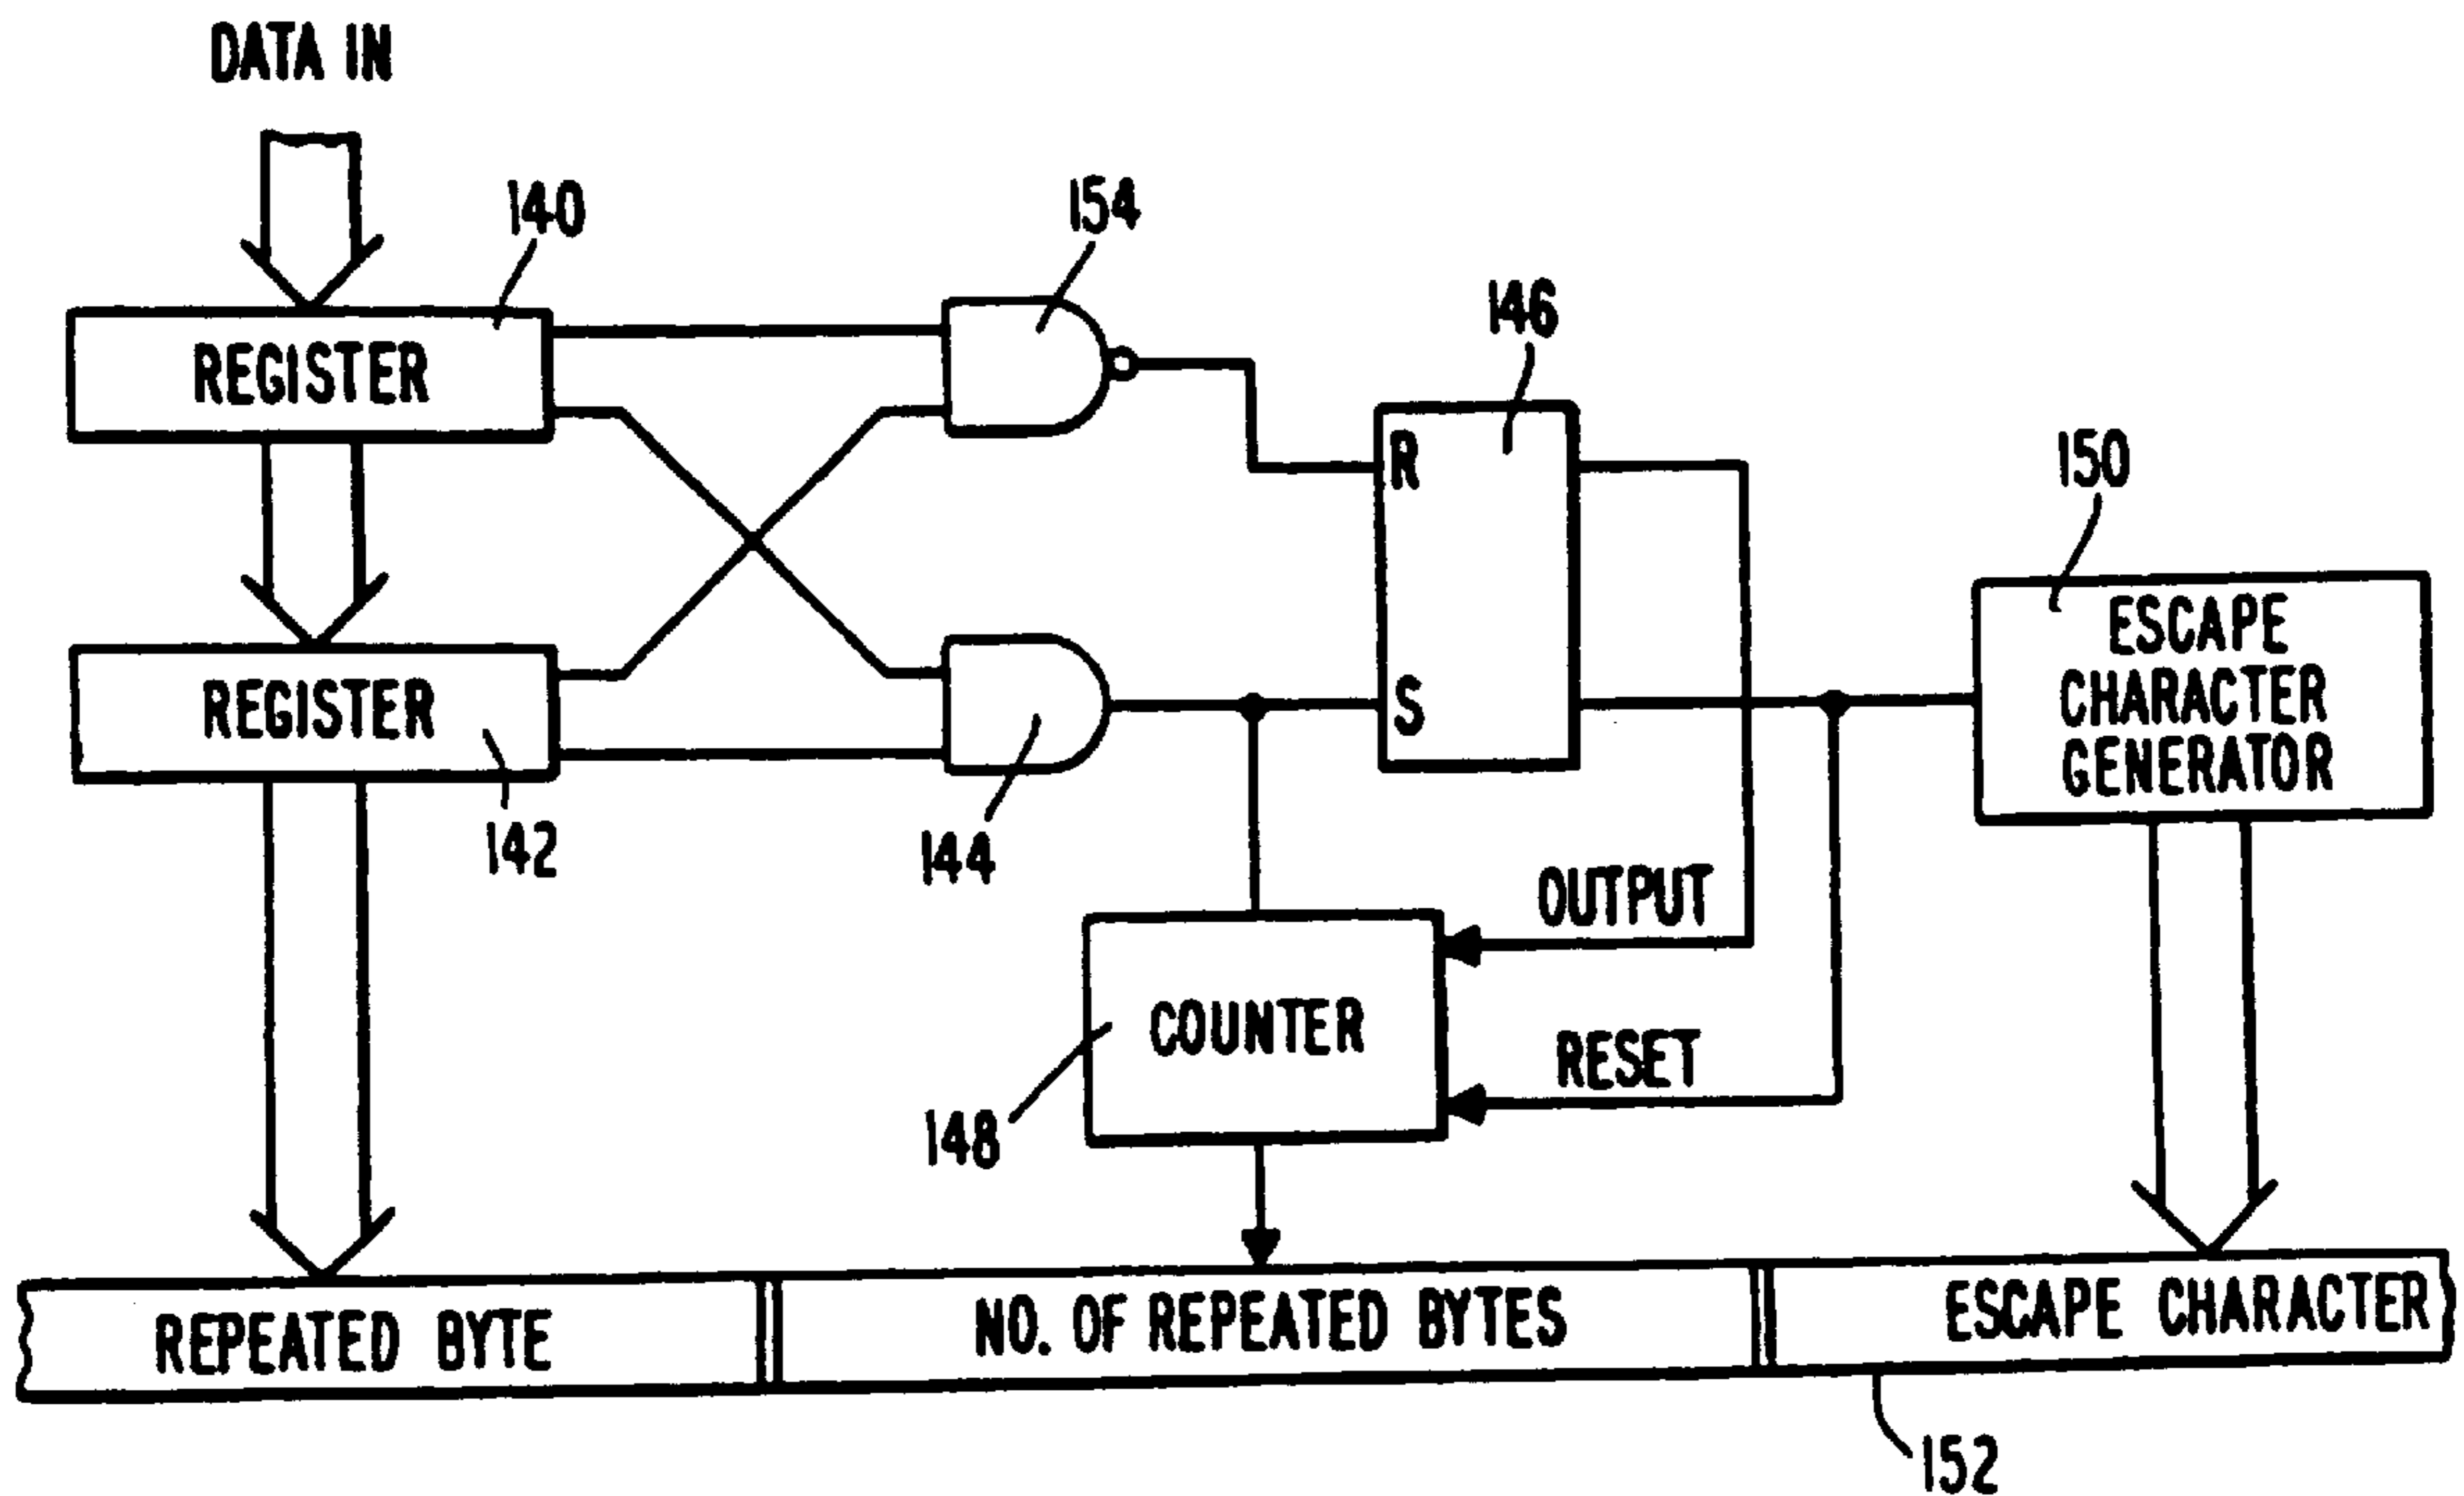 DATA IN
140
154
REGISTER
146
R
150
ESCAPE
CHARACTER
GENERATOR
REGISTER
S
142
144
OUTPUT
COUNTER
RESET
148
REPEATED BYTE
NO. OF REPEATED BYTES
ESCAPE CHARACTER
152